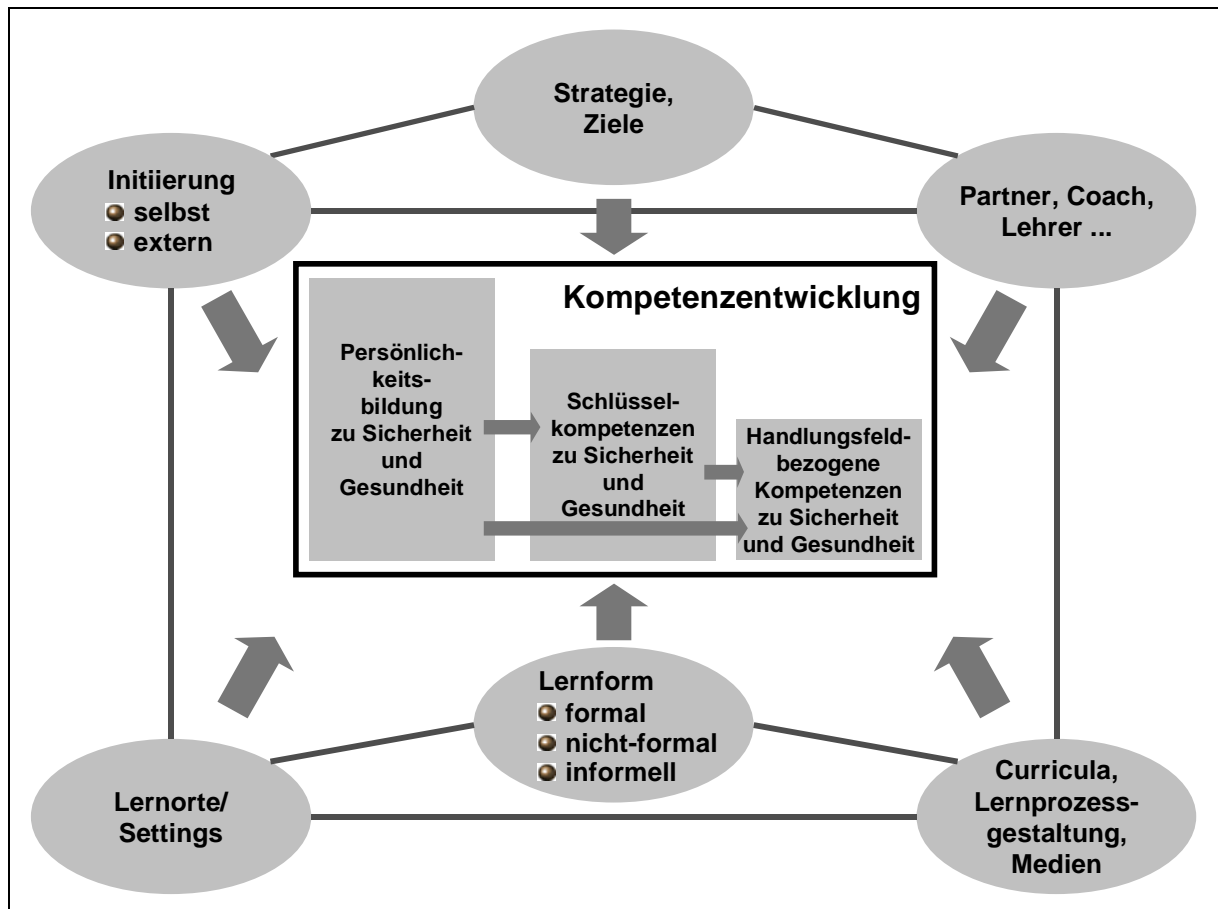 Strategie,
Ziele
Initiierung
selbst
extern
Partner, Coach,
Lehrer ...
Kompetenzentwicklung
Persönlich-
keits-
bildung
zu Sicherheit
und
Gesundheit
Schlüssel-
kompetenzen
zu Sicherheit
und
Gesundheit
Handlungsfeld-
bezogene
Kompetenzen
zu Sicherheit
und Gesundheit
Lernform
formal
nicht-formal
informell
Lernorte/
Settings
Curricula,
Lernprozess-
gestaltung,
Medien